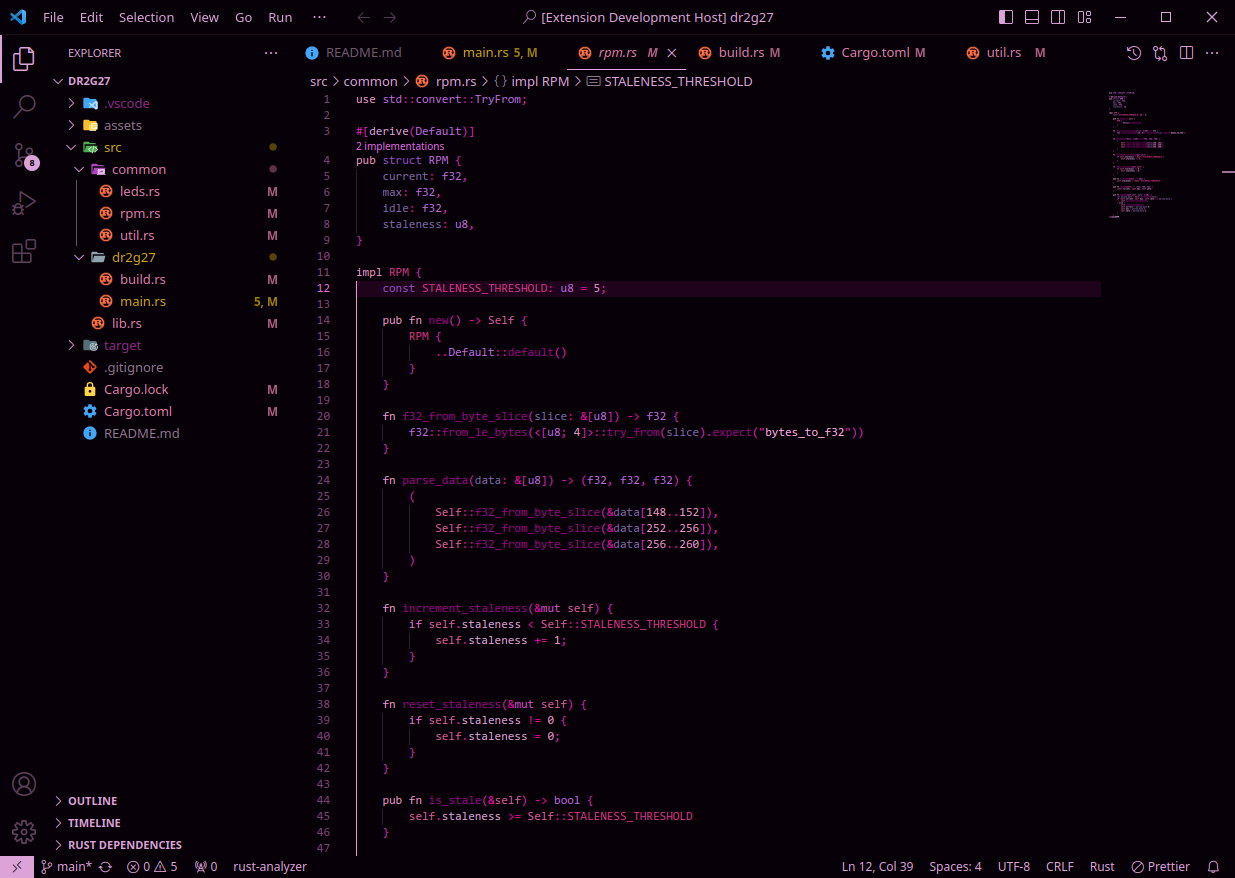 File Edit Selection View Go Run ··· [Extension Development Host] dr2g27
EXPLORER ···
README.md main.rs 5, M rpm.rs M build.rs M Cargo.toml M util.rs M ···
src > common > rpm.rs > {} impl RPM > STALENESS_THRESHOLD
DR2G27
.vscode
assets
src
common
leds.rs M
rpm.rs M
util.rs M
dr2g27
build.rs M
main.rs 5, M
lib.rs M
target
.gitignore
Cargo.lock M
Cargo.toml M
README.md
8
OUTLINE
TIMELINE
RUST DEPENDENCIES
1 use std::convert::TryFrom;
2
3 #[derive(Default)]
2 implementations
4 pub struct RPM {
5 current: f32,
6 max: f32,
7 idle: f32,
8 staleness: u8,
9 }
10
11 impl RPM {
12 const STALENESS_THRESHOLD: u8 = 5;
13
14 pub fn new() -> Self {
15 RPM {
16 ..Default::default()
17 }
18 }
19
20 fn f32_from_byte_slice(slice: &[u8]) -> f32 {
21 f32::from_le_bytes(<[u8; 4]>::try_from(slice).expect("bytes_to_f32"))
22 }
23
24 fn parse_data(data: &[u8]) -> (f32, f32, f32) {
25 (
26 Self::f32_from_byte_slice(&data[148..152]),
27 Self::f32_from_byte_slice(&data[252..256]),
28 Self::f32_from_byte_slice(&data[256..260]),
29 )
30 }
31
32 fn increment_staleness(&mut self) {
33 if self.staleness < Self::STALENESS_THRESHOLD {
34 self.staleness += 1;
35 }
36 }
37
38 fn reset_staleness(&mut self) {
39 if self.staleness != 0 {
40 self.staleness = 0;
41 }
42 }
43
44 pub fn is_stale(&self) -> bool {
45 self.staleness >= Self::STALENESS_THRESHOLD
46 }
47
main* 0 5 0 rust-analyzer Ln 12, Col 39 Spaces: 4 UTF-8 CRLF Rust Prettier